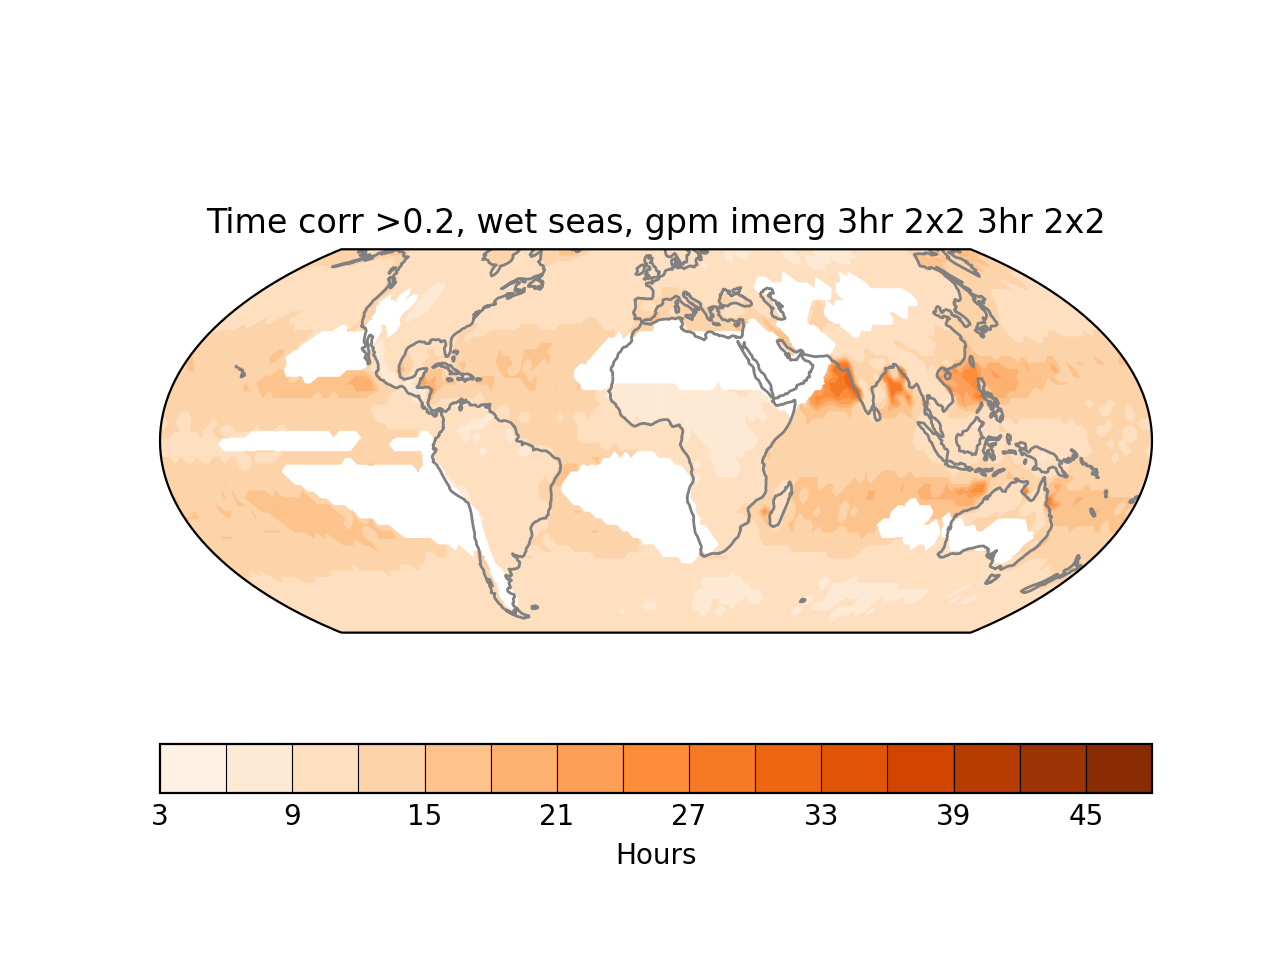 Time corr >0.2, wet seas, gpm imerg 3hr 2x2 3hr 2x2
3 9 15 21 27 33 39 45
Hours